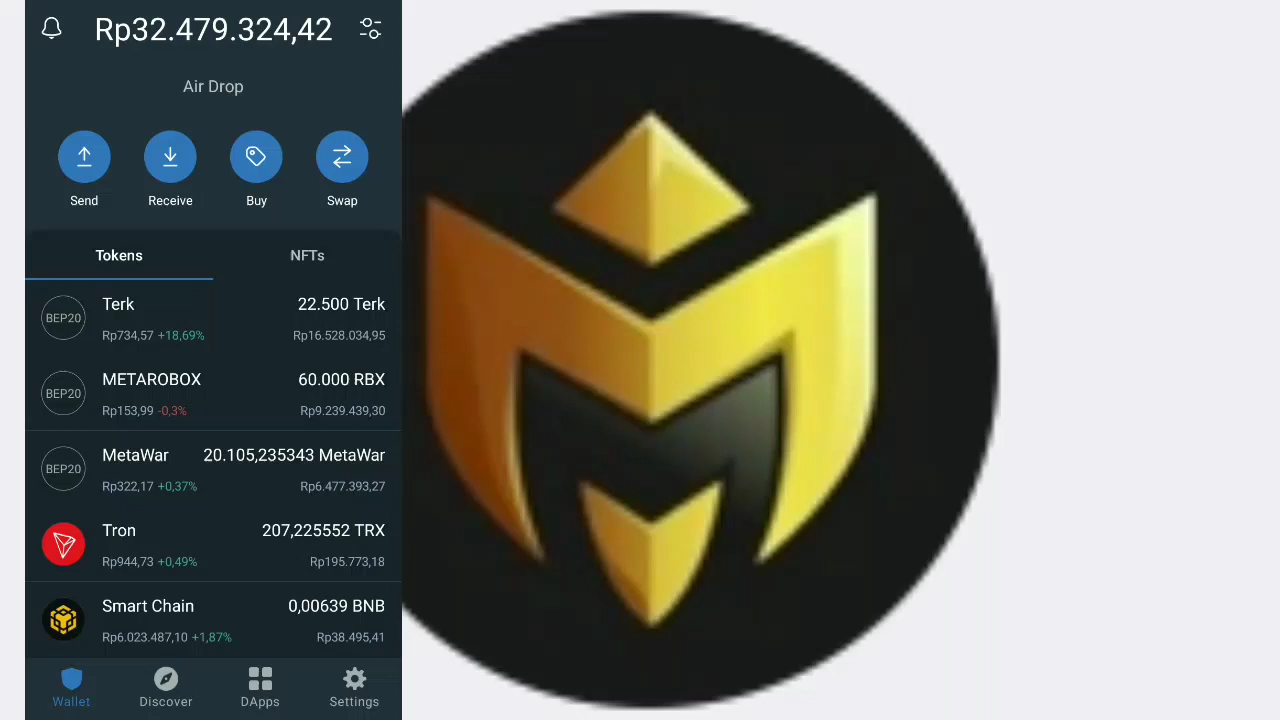 Rp32.479.324,42
Air Drop
Send Receive Buy Swap
Tokens NFTs
BEP20 Terk 22.500 Terk
Rp734,57 +18,69% Rp16.528.034,95
BEP20 METAROBOX 60.000 RBX
Rp153,99 -0,3% Rp9.239.439,30
BEP20 MetaWar 20.105,235343 MetaWar
Rp322,17 +0,37% Rp6.477.393,27
Tron 207,225552 TRX
Rp944,73 +0,49% Rp195.773,18
Smart Chain 0,00639 BNB
Rp6.023.487,10 +1,87% Rp38.495,41
Wallet Discover DApps Settings